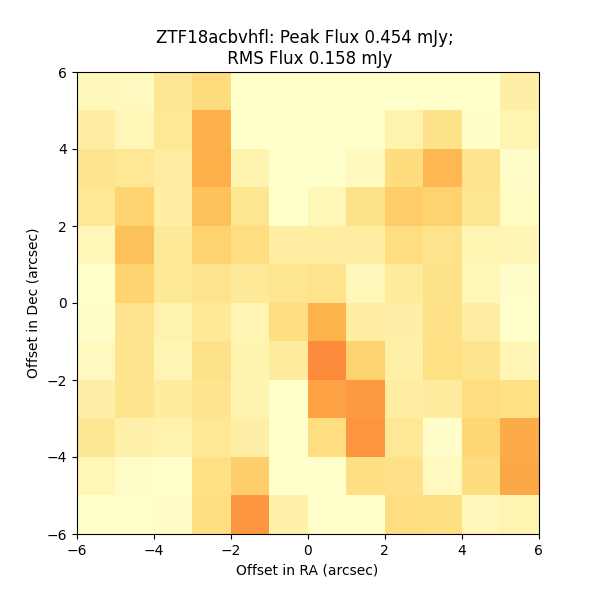 ZTF18acbvhfl: Peak Flux 0.454 mJy;
RMS Flux 0.158 mJy
6
4
2
0
−2
−4
−6
Offset in Dec (arcsec)
−6 −4 −2 0 2 4 6
Offset in RA (arcsec)